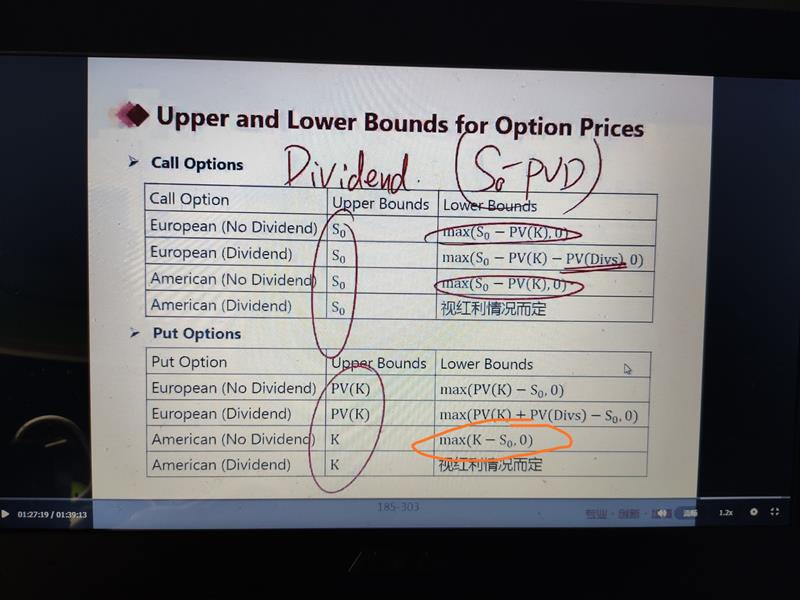 Upper and Lower Bounds for Option Prices
Call Options
Dividend. (S₀-PVD)
Call Option Upper Bounds Lower Bounds
European (No Dividend) S₀ max(S₀ − PV(K), 0)
European (Dividend) S₀ max(S₀ − PV(K) − PV(Divs), 0)
American (No Dividend) S₀ max(S₀ − PV(K), 0)
American (Dividend) S₀ 视红利情况而定
Put Options
Put Option Upper Bounds Lower Bounds
European (No Dividend) PV(K) max(PV(K) − S₀, 0)
European (Dividend) PV(K) max(PV(K) + PV(Divs) − S₀, 0)
American (No Dividend) K max(K − S₀, 0)
American (Dividend) K 视红利情况而定
185-303
专业·创新·
01:27:19 / 01:39:13 1.2x